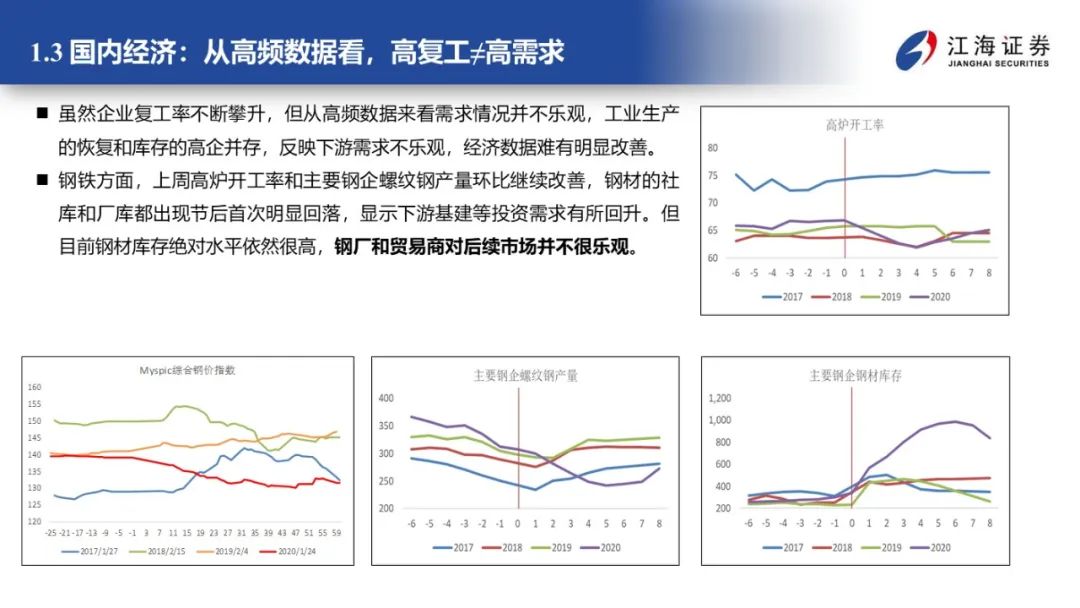 1.3 国内经济：从高频数据看，高复工≠高需求
江海证券
JIANGHAI SECURITIES
■ 虽然企业复工率不断攀升，但从高频数据来看需求情况并不乐观，工业生产
的恢复和库存的高企并存，反映下游需求不乐观，经济数据难有明显改善。
■ 钢铁方面，上周高炉开工率和主要钢企螺纹钢产量环比继续改善，钢材的社
库和厂库都出现节后首次明显回落，显示下游基建等投资需求有所回升。但
目前钢材库存绝对水平依然很高，钢厂和贸易商对后续市场并不很乐观。
高炉开工率
80
75
70
65
60
-6 -5 -4 -3 -2 -1 0 1 2 3 4 5 6 7 8
2017 2018 2019 2020
Myspic综合钢价指数
160
155
150
145
140
135
130
125
120
-25 -21 -17 -13 -9 -5 -1 3 7 11 15 19 23 27 31 35 39 43 47 51 55 59
2017/1/27 2018/2/15 2019/2/4 2020/1/24
主要钢企螺纹钢产量
400
350
300
250
200
-6 -5 -4 -3 -2 -1 0 1 2 3 4 5 6 7 8
2017 2018 2019 2020
主要钢企钢材库存
1,200
1,000
800
600
400
200
-6 -5 -4 -3 -2 -1 0 1 2 3 4 5 6 7 8
2017 2018 2019 2020